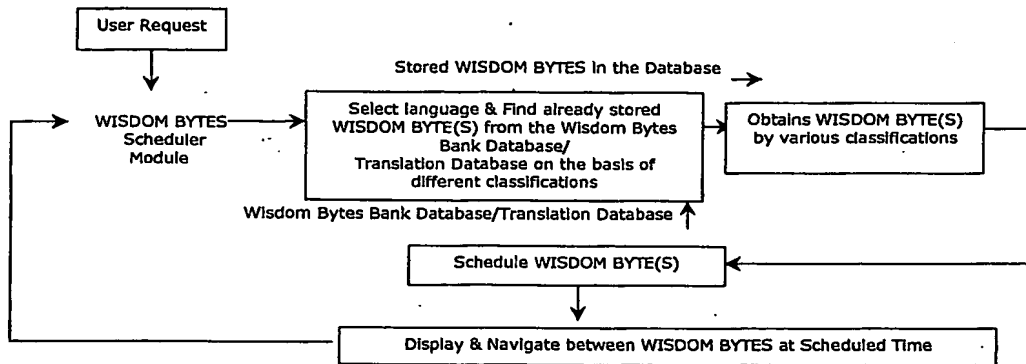 User Request
Stored WISDOM BYTES in the Database
WISDOM BYTES
Scheduler
Module
Select language & Find already stored
WISDOM BYTE(S) from the Wisdom Bytes
Bank Database/
Translation Database on the basis of
different classifications
Obtains WISDOM BYTE(S)
by various classifications
Wisdom Bytes Bank Database/Translation Database
Schedule WISDOM BYTE(S)
Display & Navigate between WISDOM BYTES at Scheduled Time